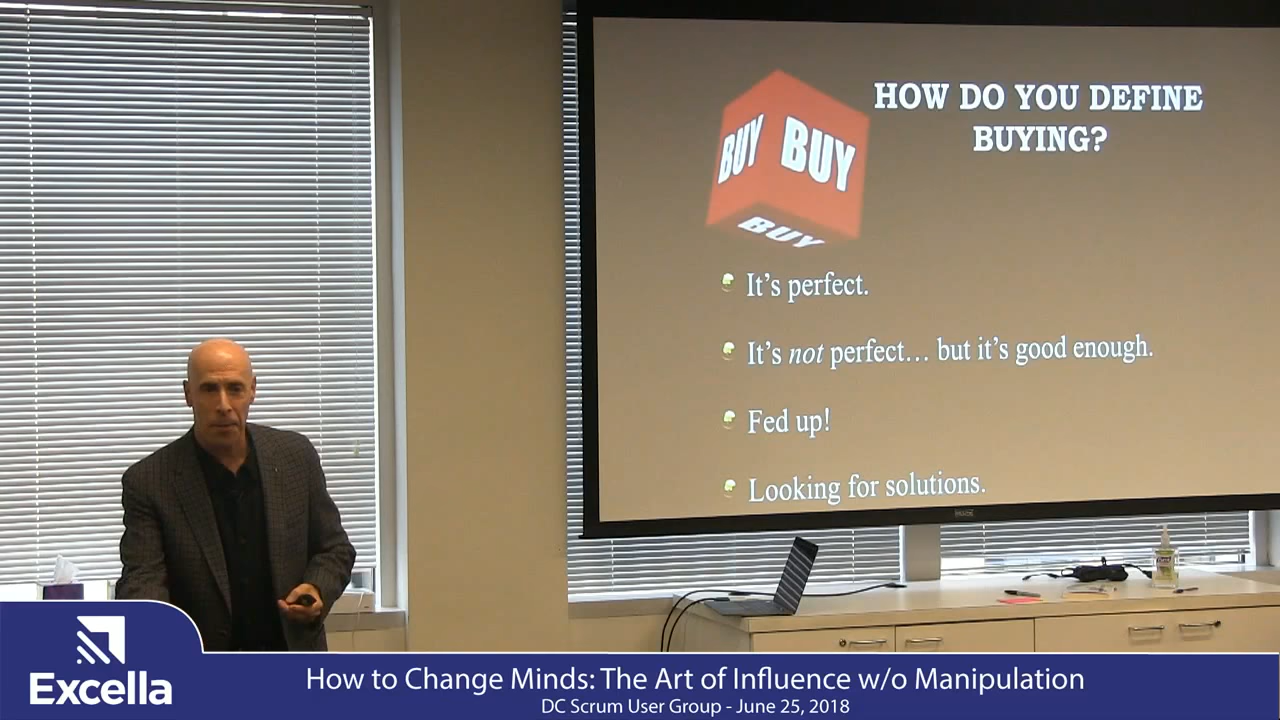 HOW DO YOU DEFINE
BUYING?
BUY BUY
BUY
It's perfect.
It's not perfect... but it's good enough.
Fed up!
Looking for solutions.
Excella
How to Change Minds: The Art of Influence w/o Manipulation
DC Scrum User Group - June 25, 2018